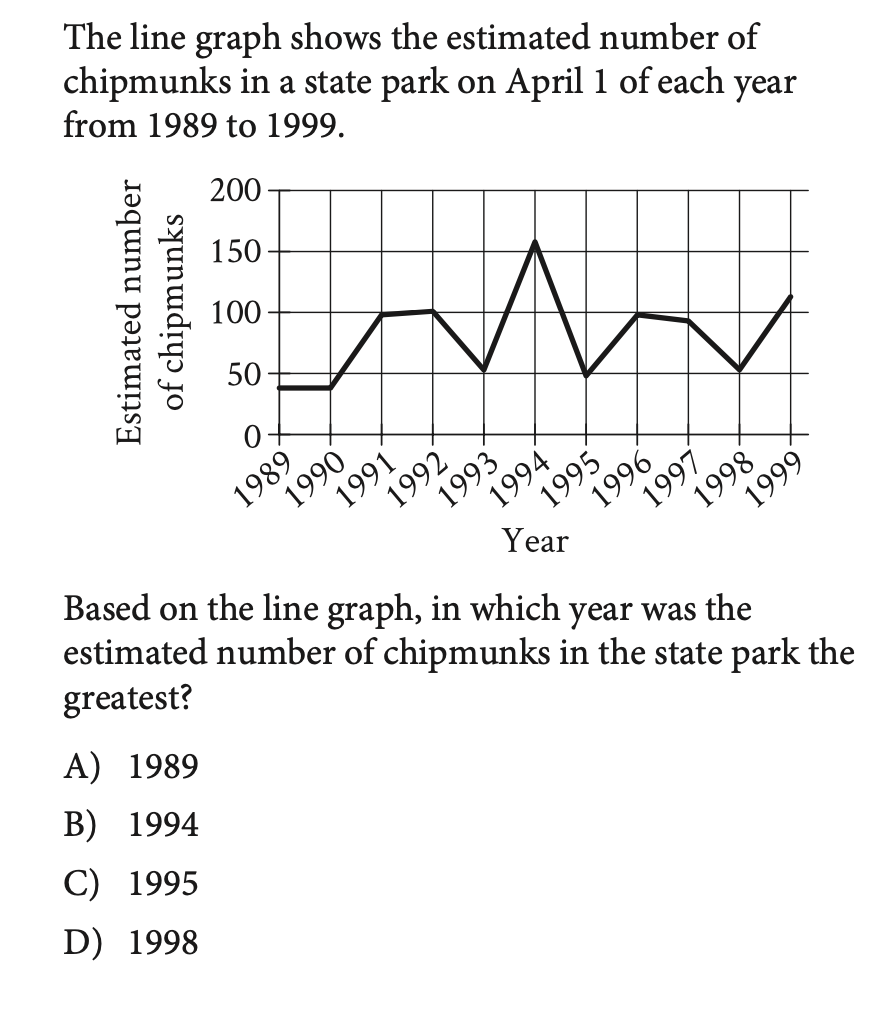 The line graph shows the estimated number of
chipmunks in a state park on April 1 of each year
from 1989 to 1999.
Estimated number
of chipmunks
200
150
100
50
0
1989
1990
1991
1992
1993
1994
1995
1996
1997
1998
1999
Year
Based on the line graph, in which year was the
estimated number of chipmunks in the state park the
greatest?
A) 1989
B) 1994
C) 1995
D) 1998